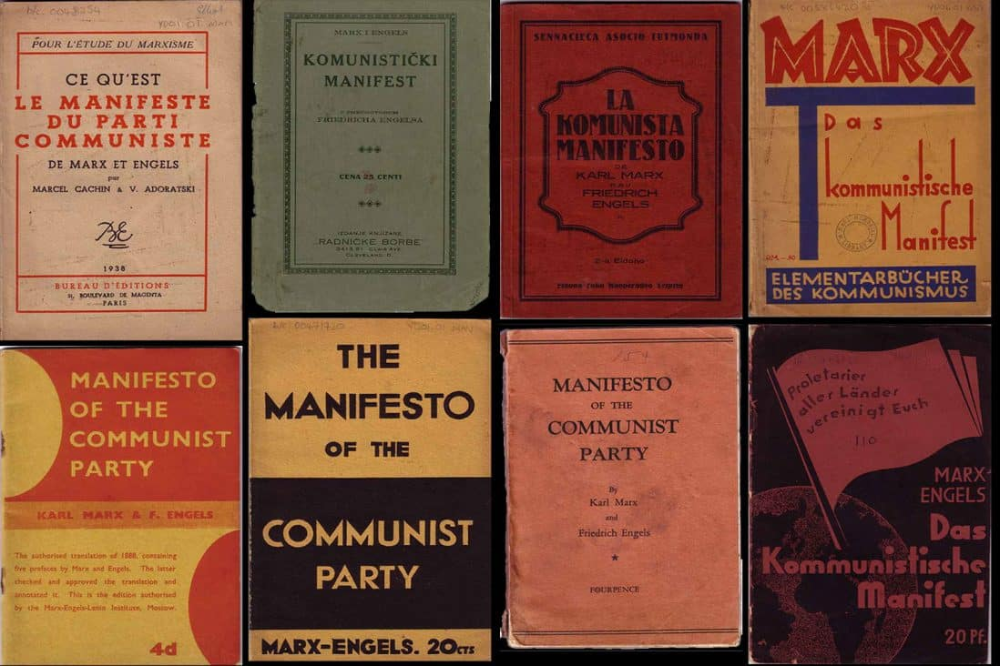 POUR L'ÉTUDE DU MARXISME
CE QU'EST
LE MANIFESTE
DU PARTI
COMMUNISTE
DE MARX ET ENGELS
par
MARCEL CACHIN & V. ADORATSKI
BE
1938
BUREAU D'ÉDITIONS
31, BOULEVARD DE MAGENTA
PARIS
MARX I ENGELS
KOMUNISTIČKI
MANIFEST
FRIEDRICHA ENGELSA
CENA 25 CENTI
IZDANJE KNJIŽARE
RADNIČKE BORBE
CLEVELAND, O.
SENNACIECA ASOCIO TUTMONDA
LA
KOMUNISTA
MANIFESTO
DE
KARL MARX
KAJ
FRIEDRICH
ENGELS
2-a Eldono
MARX
Das
kommunistische
Manifest
ELEMENTARBÜCHER
DES KOMMUNISMUS
MANIFESTO
OF THE
COMMUNIST
PARTY
KARL MARX & F. ENGELS
The authorised translation of 1888, containing
five prefaces by Marx and Engels. The latter
checked and approved the translation and
annotated it. This is the edition authorised
by the Marx-Engels-Lenin Institute, Moscow.
4d
THE
MANIFESTO
OF THE
COMMUNIST
PARTY
MARX-ENGELS. 20CTS
MANIFESTO
OF THE
COMMUNIST
PARTY
By
Karl Marx
and
Friedrich Engels
FOURPENCE
Proletarier
aller Länder
vereinigt Euch
110
MARX-
ENGELS
Das
Kommunistische
Manifest
20 Pf.